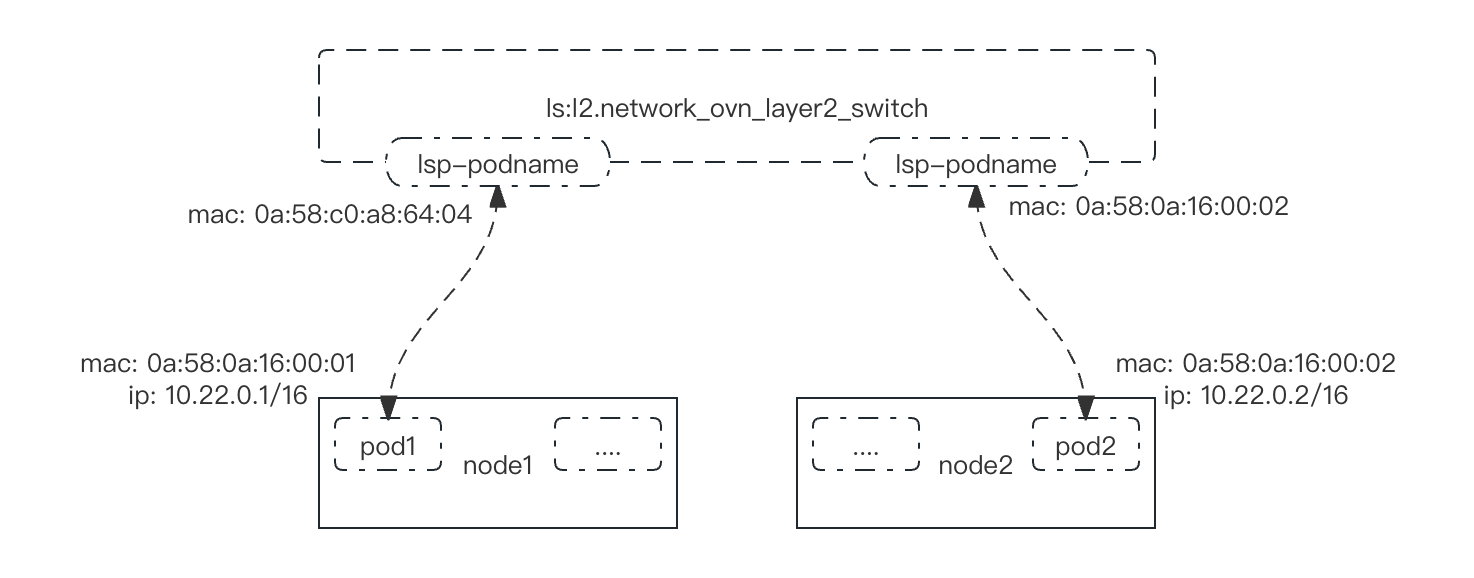 ls:l2.network_ovn_layer2_switch
lsp-podname
lsp-podname
mac: 0a:58:c0:a8:64:04
mac: 0a:58:0a:16:00:02
mac: 0a:58:0a:16:00:01
ip: 10.22.0.1/16
mac: 0a:58:0a:16:00:02
ip: 10.22.0.2/16
pod1
node1
....
....
node2
pod2